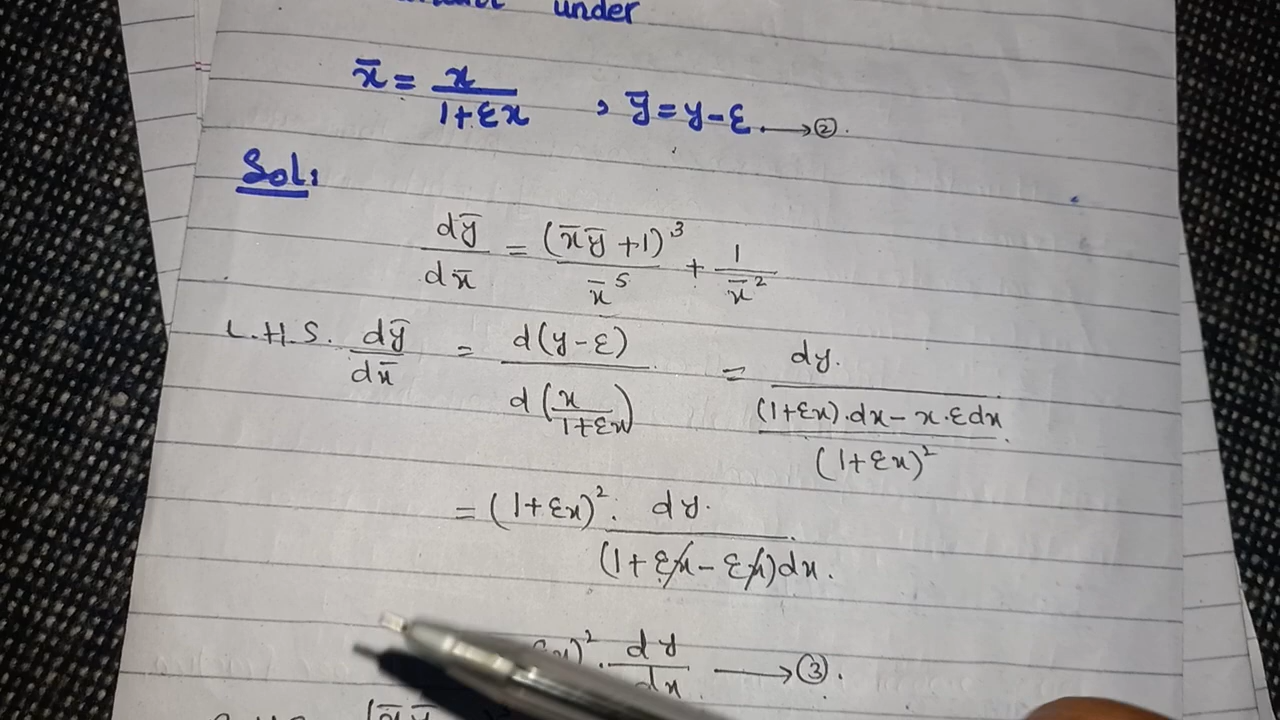 under
x̄ = x/(1+εx) , ȳ = y-ε. → ②.
Sol:
dȳ/dx̄ = (x̄ȳ+1)³/x̄⁵ + 1/x̄²
L.H.S. dȳ/dx̄ = d(y-ε)/d(x/(1+εx)) = dy./(((1+εx).dx - x.εdx)/(1+εx)²)
= (1+εx)². dy./(1+εx-εx)dx.
)². dy/dx → ③.